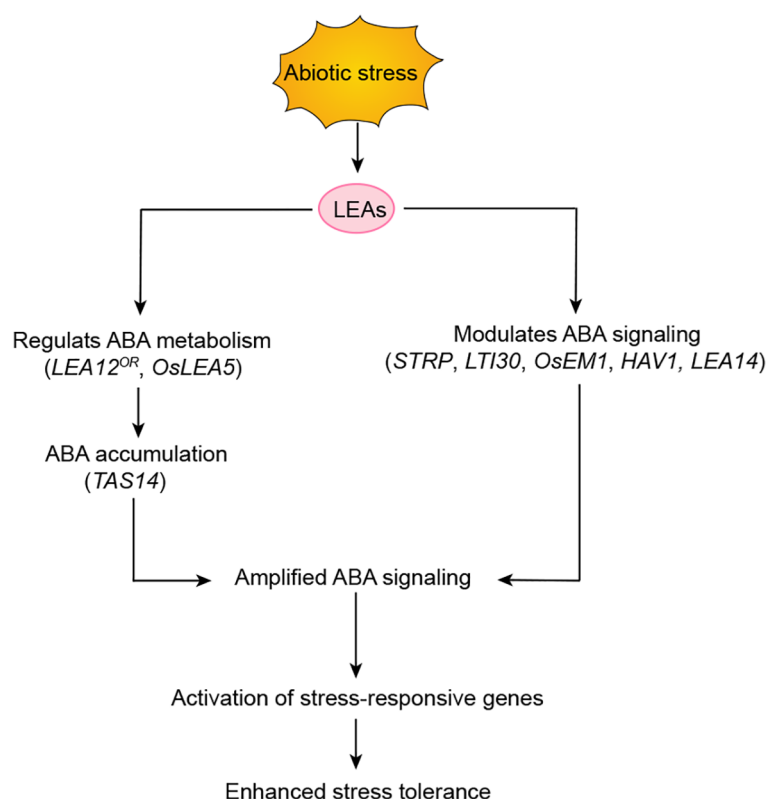 Abiotic stress
LEAs
Regulats ABA metabolism
(LEA12ᴼᴿ, OsLEA5)
Modulates ABA signaling
(STRP, LTI30, OsEM1, HAV1, LEA14)
ABA accumulation
(TAS14)
Amplified ABA signaling
Activation of stress-responsive genes
Enhanced stress tolerance